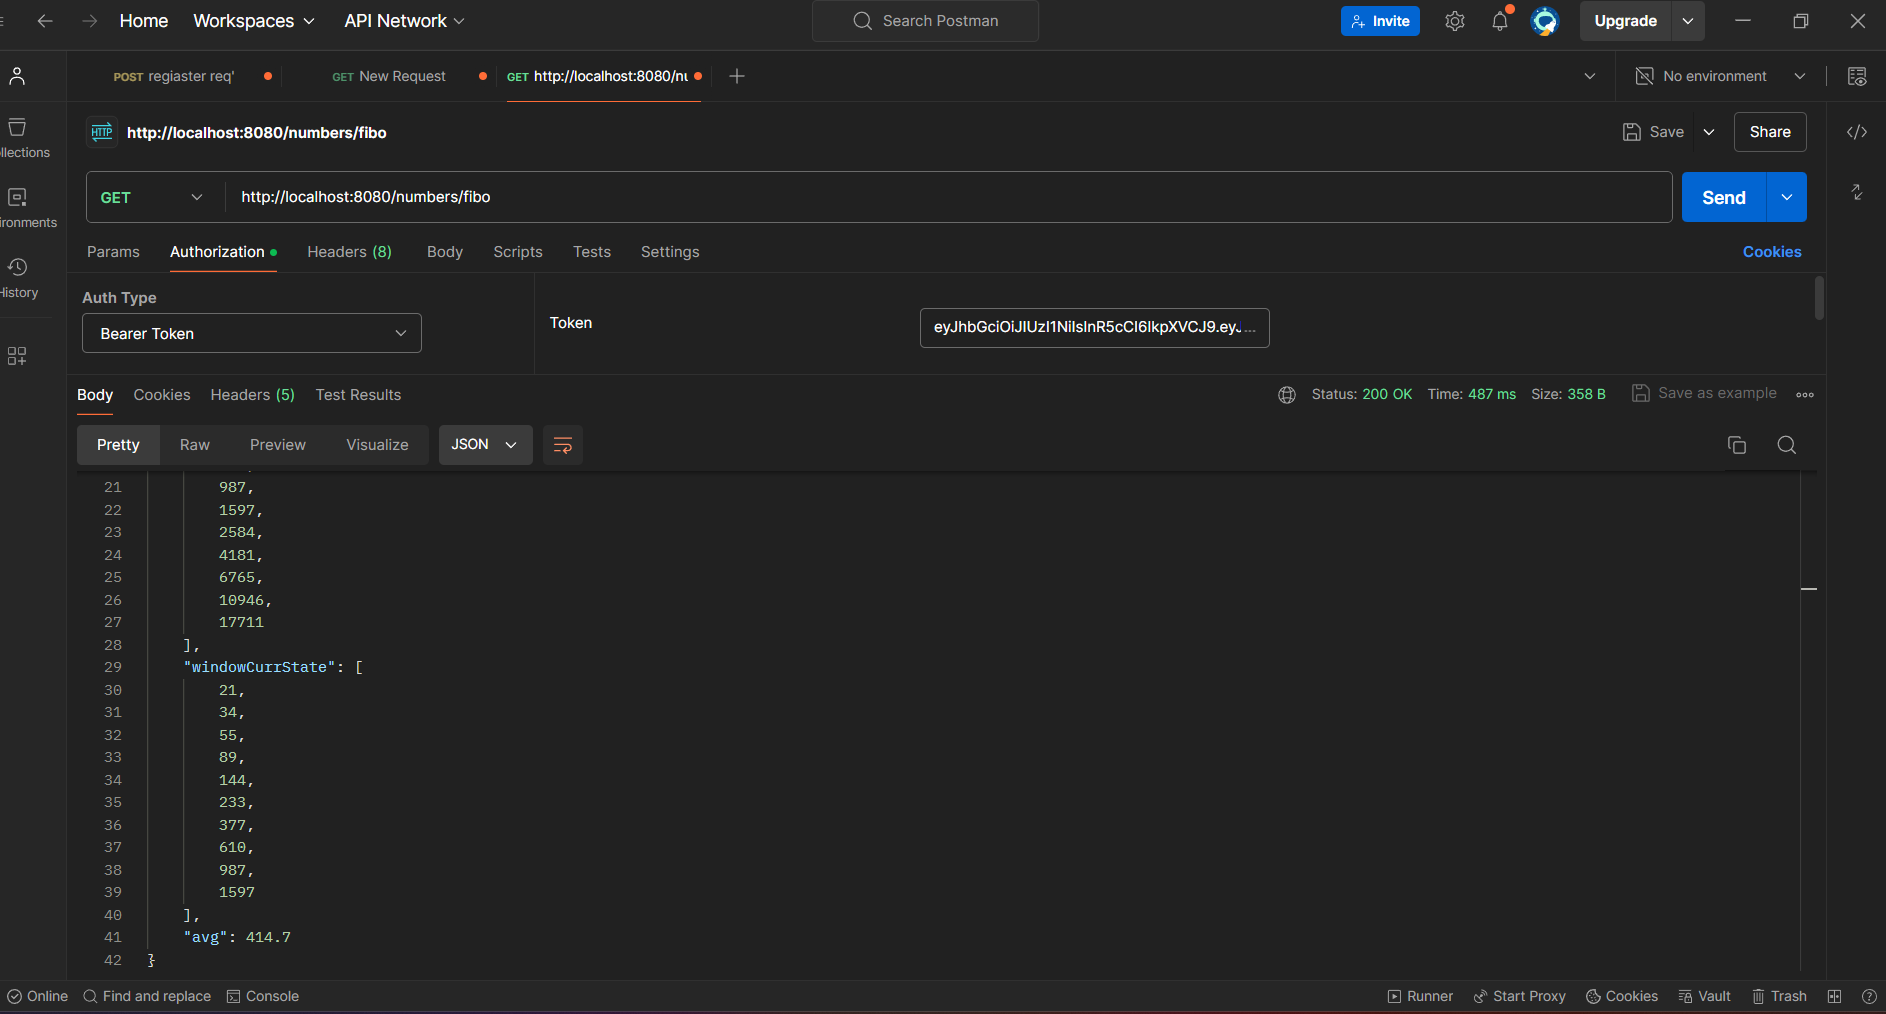 Home Workspaces API Network Search Postman Invite Upgrade
POST regiaster req' GET New Request GET http://localhost:8080/nu No environment
HTTP http://localhost:8080/numbers/fibo Save Share
llections
GET http://localhost:8080/numbers/fibo Send
ironments
Params Authorization Headers (8) Body Scripts Tests Settings Cookies
History
Auth Type
Bearer Token
Token eyJhbGciOiJIUzI1NiIsInR5cCI6IkpXVCJ9.eyJ...
Body Cookies Headers (5) Test Results Status: 200 OK Time: 487 ms Size: 358 B Save as example
Pretty Raw Preview Visualize JSON
21 987,
22 1597,
23 2584,
24 4181,
25 6765,
26 10946,
27 17711
28 ],
29 "windowCurrState": [
30 21,
31 34,
32 55,
33 89,
34 144,
35 233,
36 377,
37 610,
38 987,
39 1597
40 ],
41 "avg": 414.7
42 }
Online Find and replace Console Runner Start Proxy Cookies Vault Trash